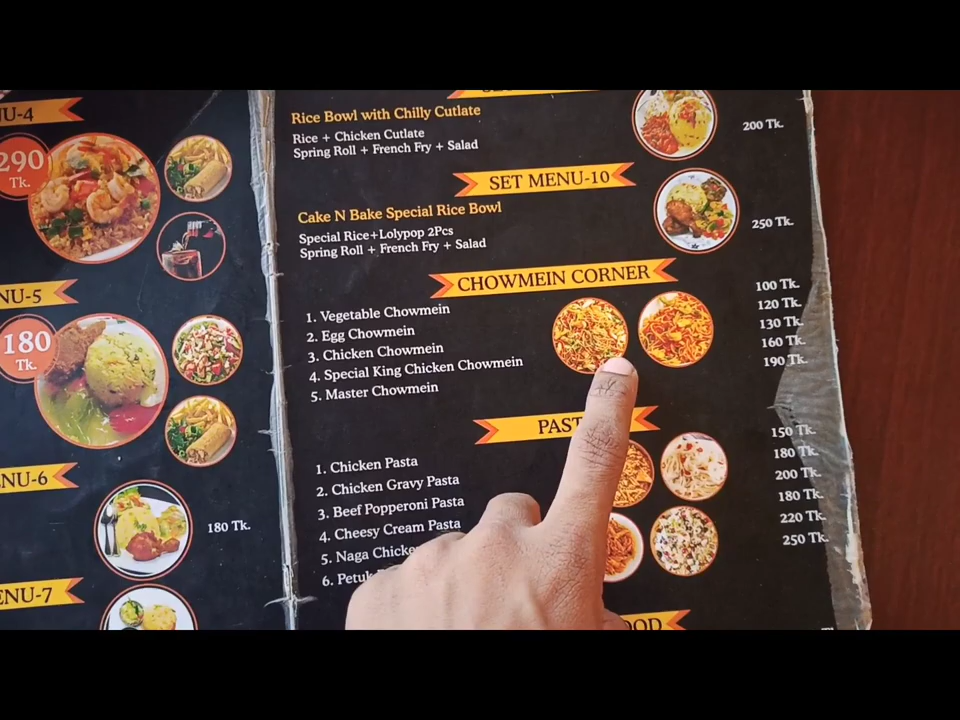 NU-4
290
Tk.
NU-5
180
Tk.
NU-6
180 Tk.
ENU-7
Rice Bowl with Chilly Cutlate
Rice + Chicken Cutlate
Spring Roll + French Fry + Salad
200 Tk.
SET MENU-10
Cake N Bake Special Rice Bowl
Special Rice+Lolypop 2Pcs
Spring Roll + French Fry + Salad
250 Tk.
CHOWMEIN CORNER
1. Vegetable Chowmein 100 Tk.
2. Egg Chowmein 120 Tk.
3. Chicken Chowmein 130 Tk.
4. Special King Chicken Chowmein 160 Tk.
5. Master Chowmein 190 Tk.
PAST
1. Chicken Pasta 150 Tk.
2. Chicken Gravy Pasta 180 Tk.
3. Beef Popperoni Pasta 200 Tk.
4. Cheesy Cream Pasta 180 Tk.
5. Naga Chicke 220 Tk.
6. Petuk 250 Tk.
OOD